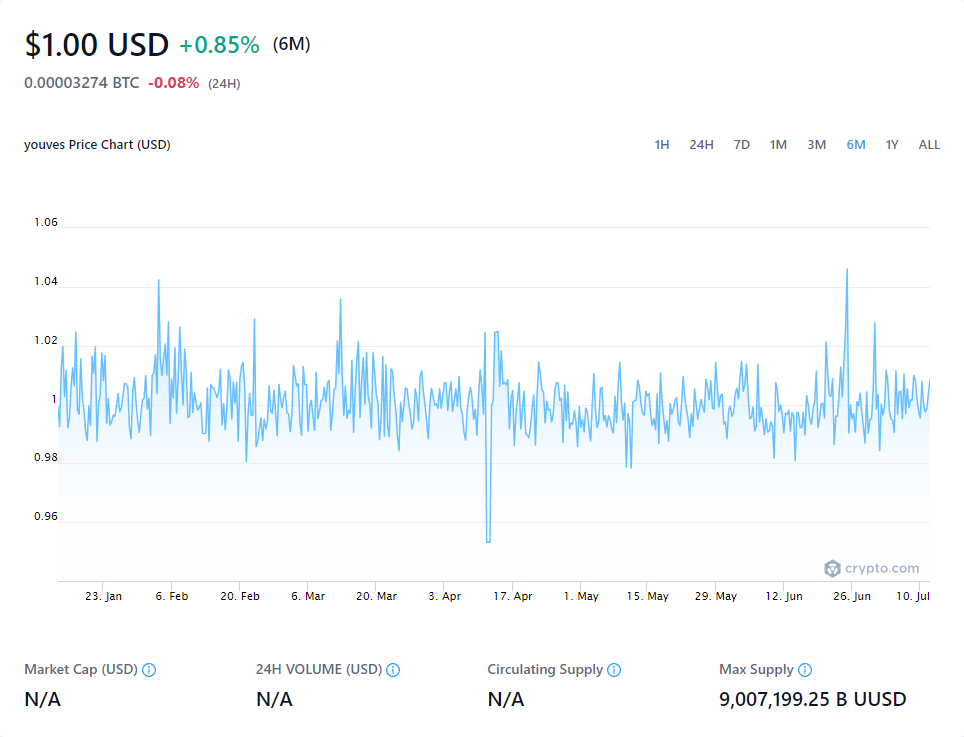 $1.00 USD +0.85% (6M)
0.00003274 BTC -0.08% (24H)
youves Price Chart (USD) 1H 24H 7D 1M 3M 6M 1Y ALL
1.06
1.04
1.02
1
0.98
0.96
crypto.com
23. Jan 6. Feb 20. Feb 6. Mar 20. Mar 3. Apr 17. Apr 1. May 15. May 29. May 12. Jun 26. Jun 10. Jul
Market Cap (USD) 24H VOLUME (USD) Circulating Supply Max Supply
N/A N/A N/A 9,007,199.25 B UUSD